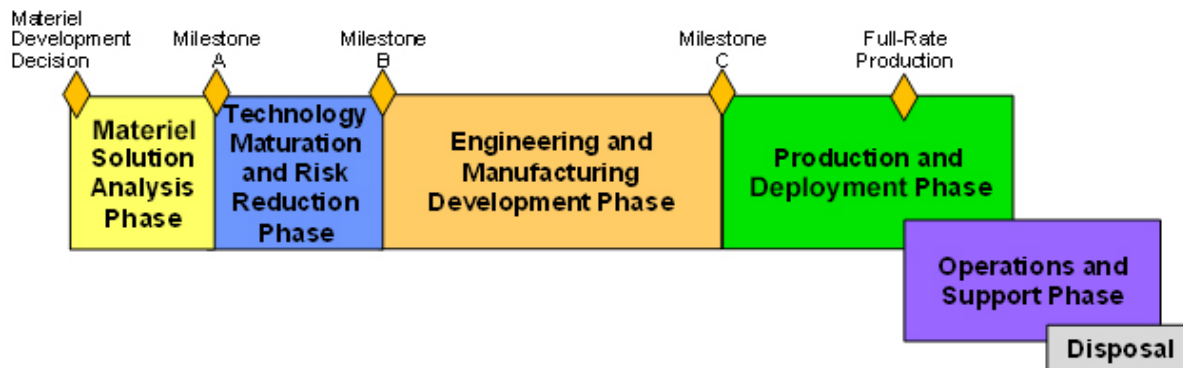 Materiel
Development
Decision
Milestone
A
Milestone
B
Milestone
C
Full-Rate
Production
Materiel
Solution
Analysis
Phase
Technology
Maturation
and Risk
Reduction
Phase
Engineering and
Manufacturing
Development Phase
Production and
Deployment Phase
Operations and
Support Phase
Disposal